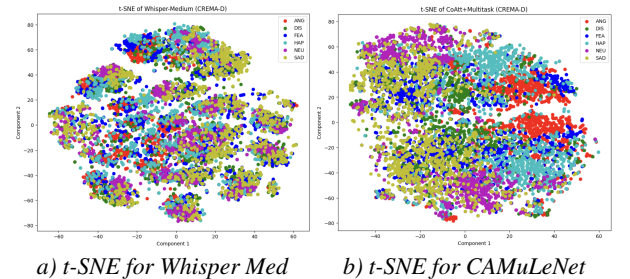 t-SNE of Whisper-Medium (CREMA-D)
80
60
40
20
0
−20
−40
−60
−80
Component 2
−60
−40
−20
0
20
40
60
Component 1
ANG
DIS
FEA
HAP
NEU
SAD
t-SNE of CoAtt+Multitask (CREMA-D)
80
60
40
20
0
−20
−40
−60
−80
Component 2
−40
−20
0
20
40
60
Component 1
ANG
DIS
FEA
HAP
NEU
SAD
a) t-SNE for Whisper Med
b) t-SNE for CAMuLeNet